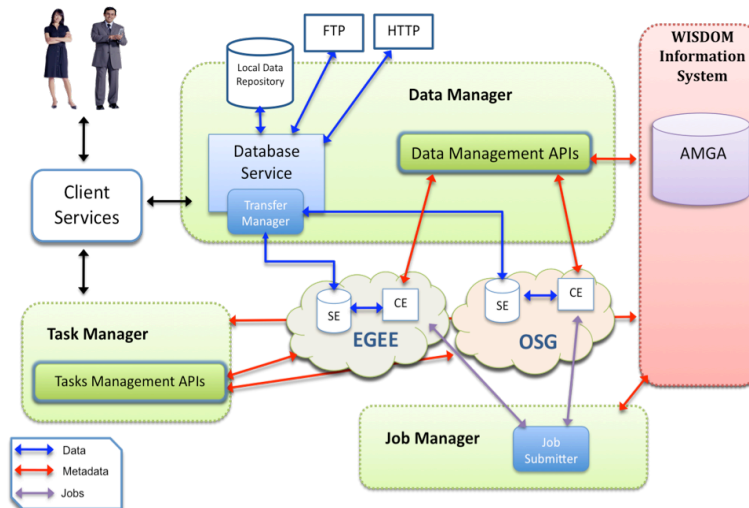 FTP
HTTP
WISDOM
Information
System
Local Data
Repository
Data Manager
AMGA
Database
Service
Data Management APIs
Client
Services
Transfer
Manager
SE
CE
SE
CE
EGEE
OSG
Task Manager
Tasks Management APIs
Job Manager
Job
Submitter
Data
Metadata
Jobs